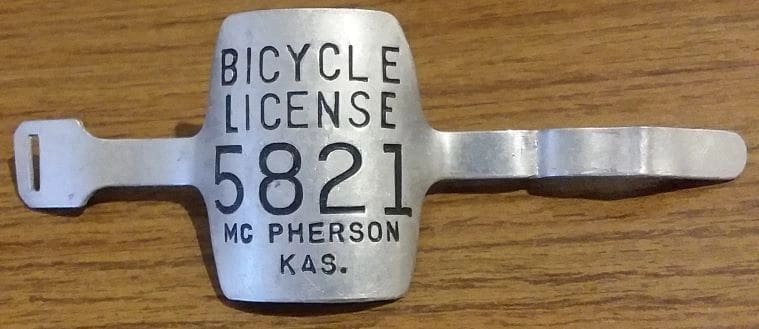 BICYCLE
LICENSE
5821
MC PHERSON
KAS.